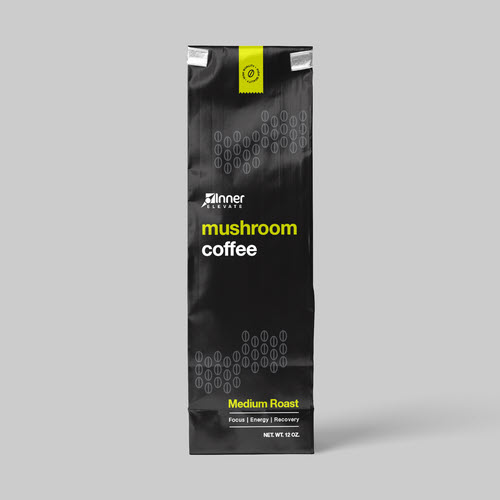 Inner
ELEVATE
mushroom
coffee
Medium Roast
Focus | Energy | Recovery
NET. WT. 12 OZ.